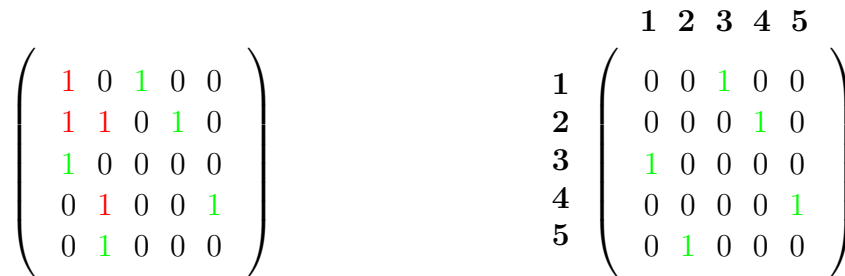 1 2 3 4 5
1 0 1 0 0
1 1 0 1 0
1 0 0 0 0
0 1 0 0 1
0 1 0 0 0
1 0 0 1 0 0
2 0 0 0 1 0
3 1 0 0 0 0
4 0 0 0 0 1
5 0 1 0 0 0